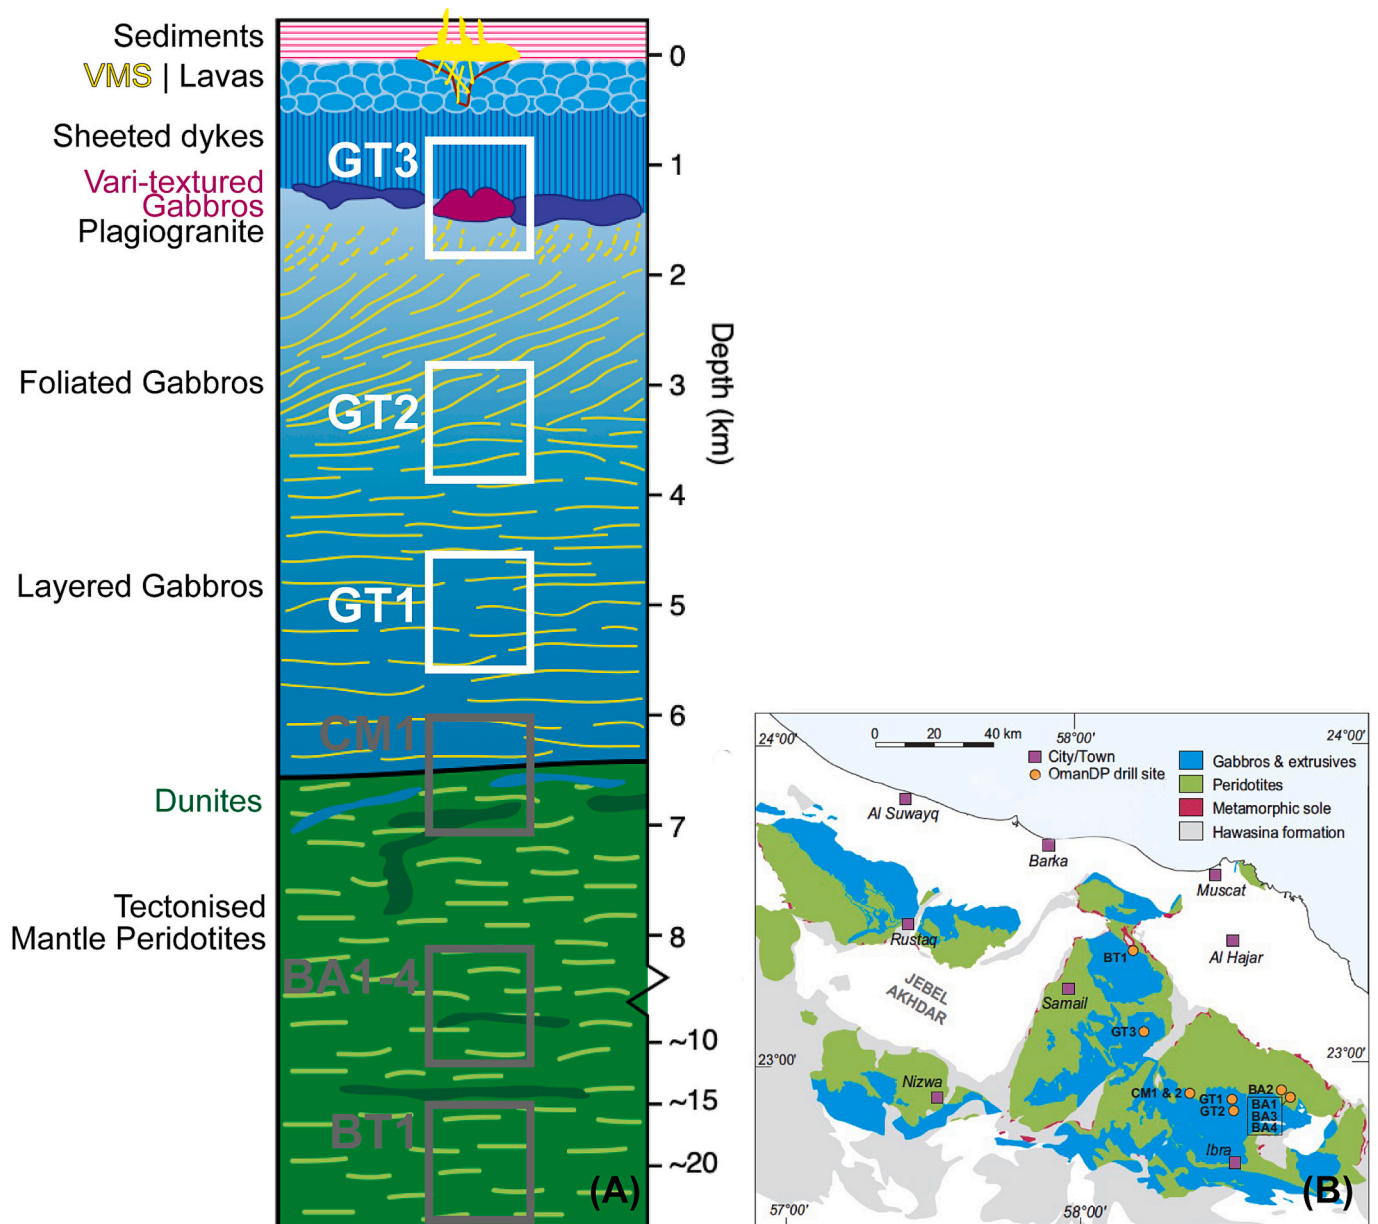 Sediments
VMS | Lavas
Sheeted dykes
Vari-textured
Gabbros
Plagiogranite
Foliated Gabbros
Layered Gabbros
Dunites
Tectonised
Mantle Peridotites
GT3
GT2
GT1
CM1
BA1-4
BT1
(A)
0
1
2
3
4
5
6
7
8
~10
~15
~20
Depth (km)
24°00'
0 20 40 km
58°00'
24°00'
City/Town
OmanDP drill site
Gabbros & extrusives
Peridotites
Metamorphic sole
Hawasina formation
Al Suwayq
Barka
Muscat
Rustaq
Al Hajar
BT1
JEBEL
AKHDAR
Samail
GT3
23°00'
23°00'
Nizwa
CM1 & 2
GT1
GT2
BA2
BA1
BA3
BA4
Ibra
(B)
57°00'
58°00'